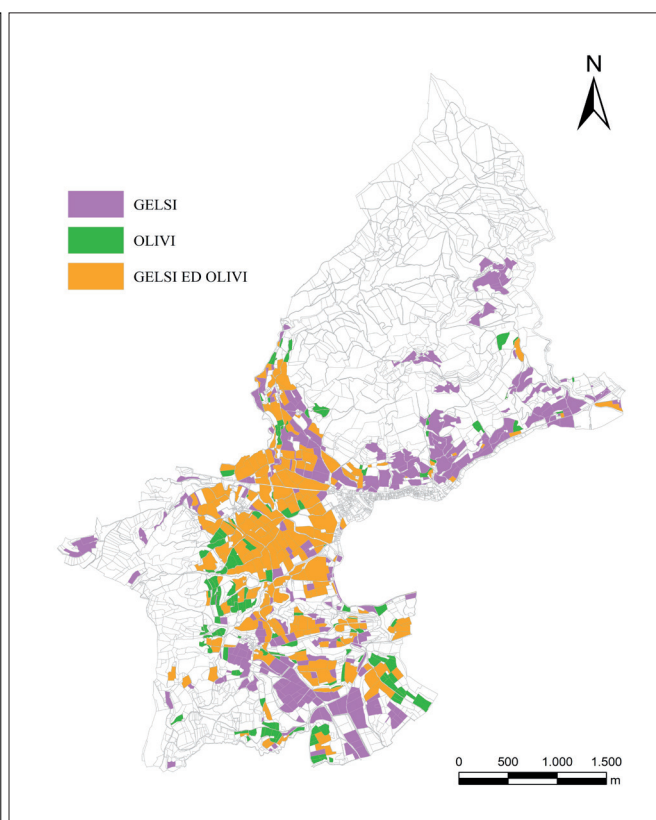 N
GELSI
OLIVI
GELSI ED OLIVI
0 500 1.000 1.500
m